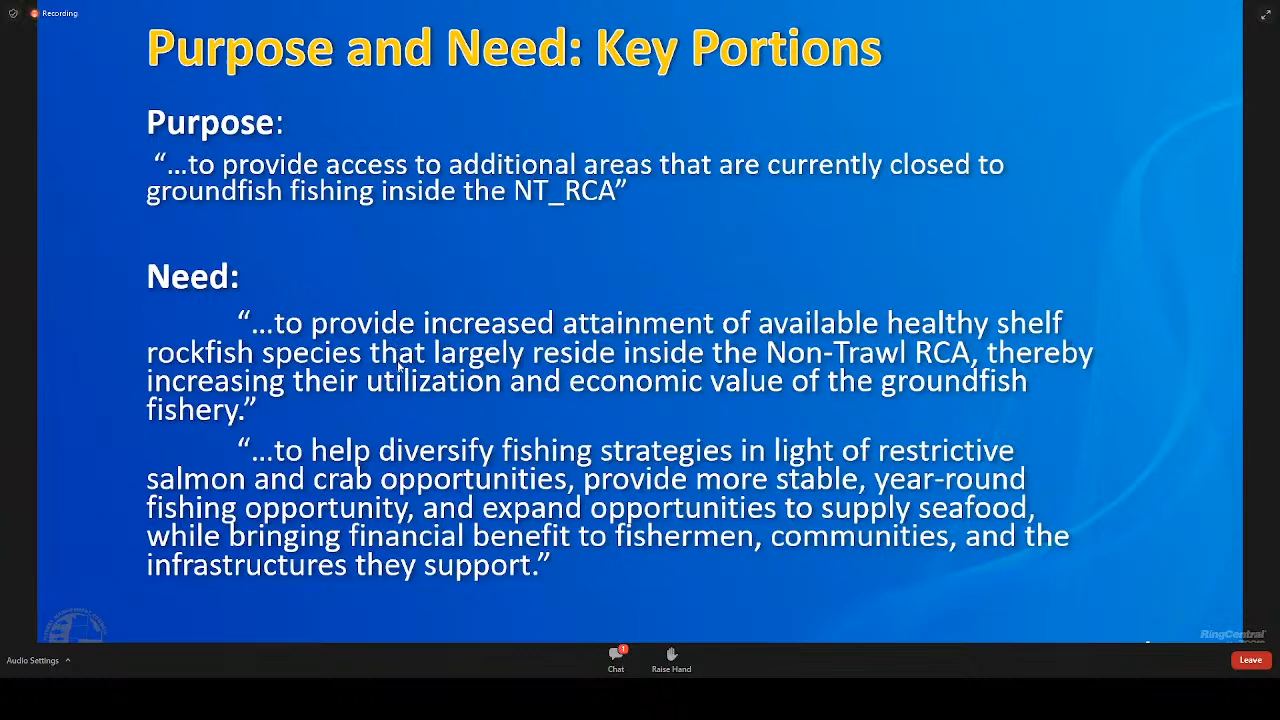 Recording
Purpose and Need: Key Portions
Purpose:
“…to provide access to additional areas that are currently closed to
groundfish fishing inside the NT_RCA”
Need:
“…to provide increased attainment of available healthy shelf
rockfish species that largely reside inside the Non-Trawl RCA, thereby
increasing their utilization and economic value of the groundfish
fishery.”
“…to help diversify fishing strategies in light of restrictive
salmon and crab opportunities, provide more stable, year-round
fishing opportunity, and expand opportunities to supply seafood,
while bringing financial benefit to fishermen, communities, and the
infrastructures they support.”
RingCentral
Audio Settings
1
Chat
Raise Hand
Leave